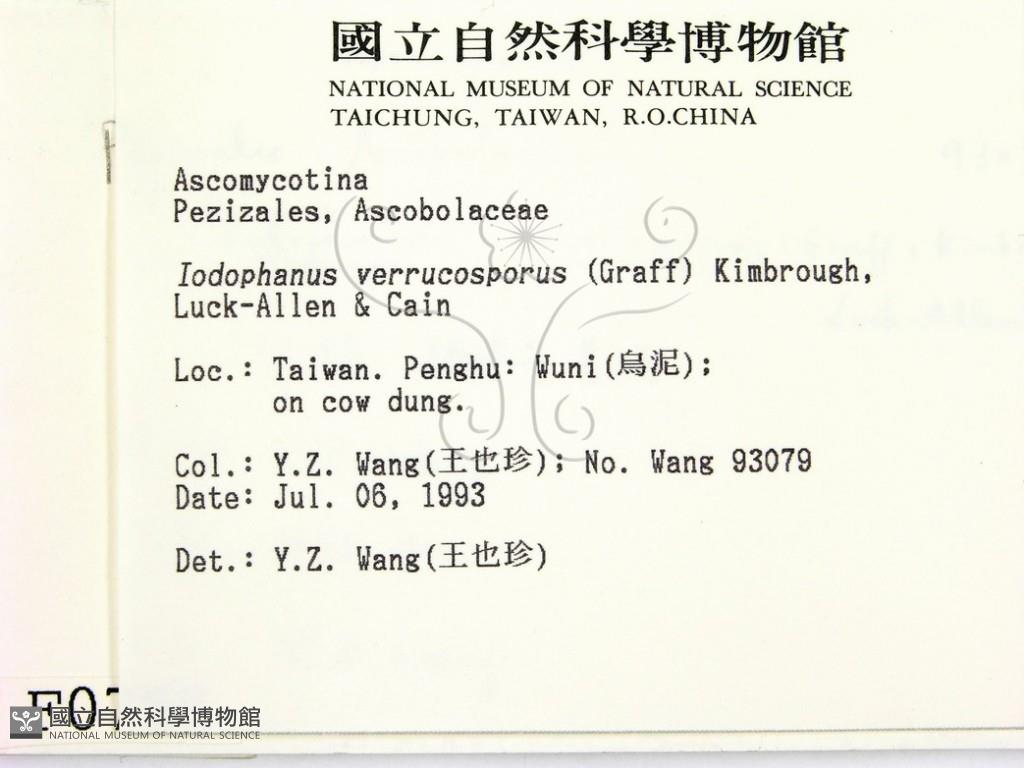 國立自然科學博物館
NATIONAL MUSEUM OF NATURAL SCIENCE
TAICHUNG, TAIWAN, R.O.CHINA
Ascomycotina
Pezizales, Ascobolaceae
Iodophanus verrucosporus (Graff) Kimbrough,
Luck-Allen & Cain
Loc.: Taiwan. Penghu: Wuni(烏泥);
on cow dung.
Col.: Y.Z. Wang(王也珍); No. Wang 93079
Date: Jul. 06, 1993
Det.: Y.Z. Wang(王也珍)
國立自然科學博物館
NATIONAL MUSEUM OF NATURAL SCIENCE